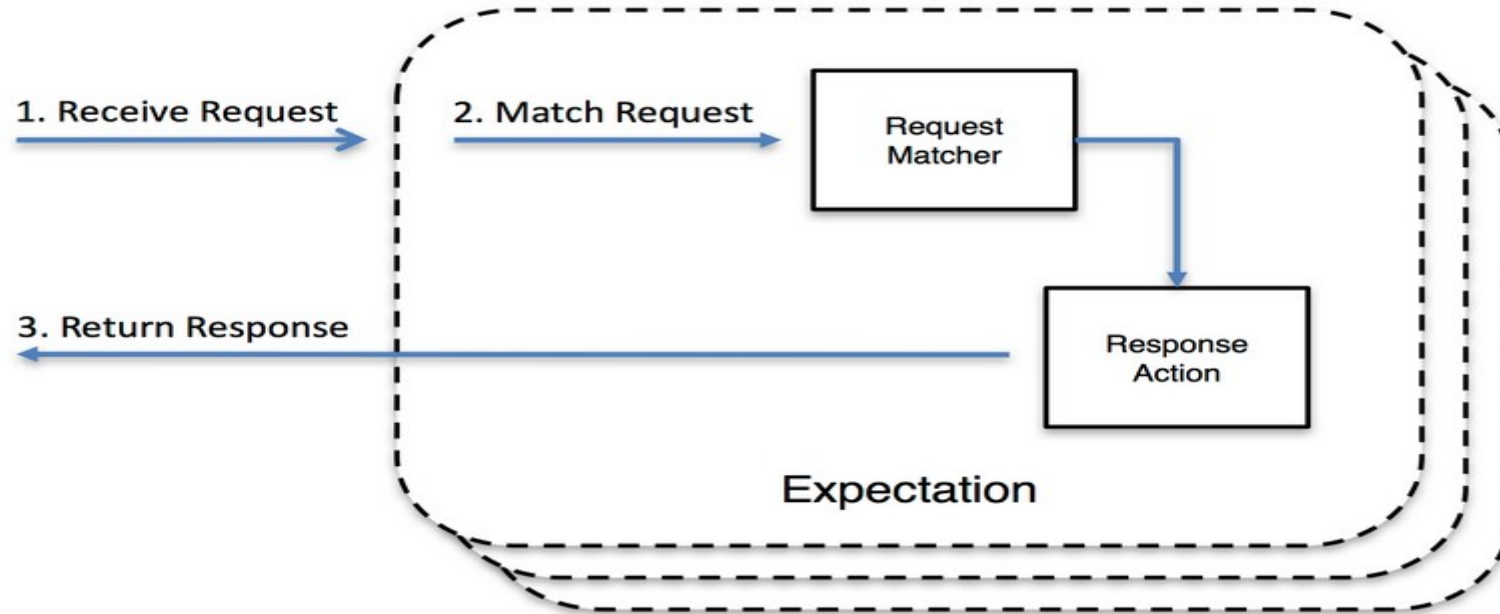 1. Receive Request
2. Match Request
Request
Matcher
3. Return Response
Response
Action
Expectation